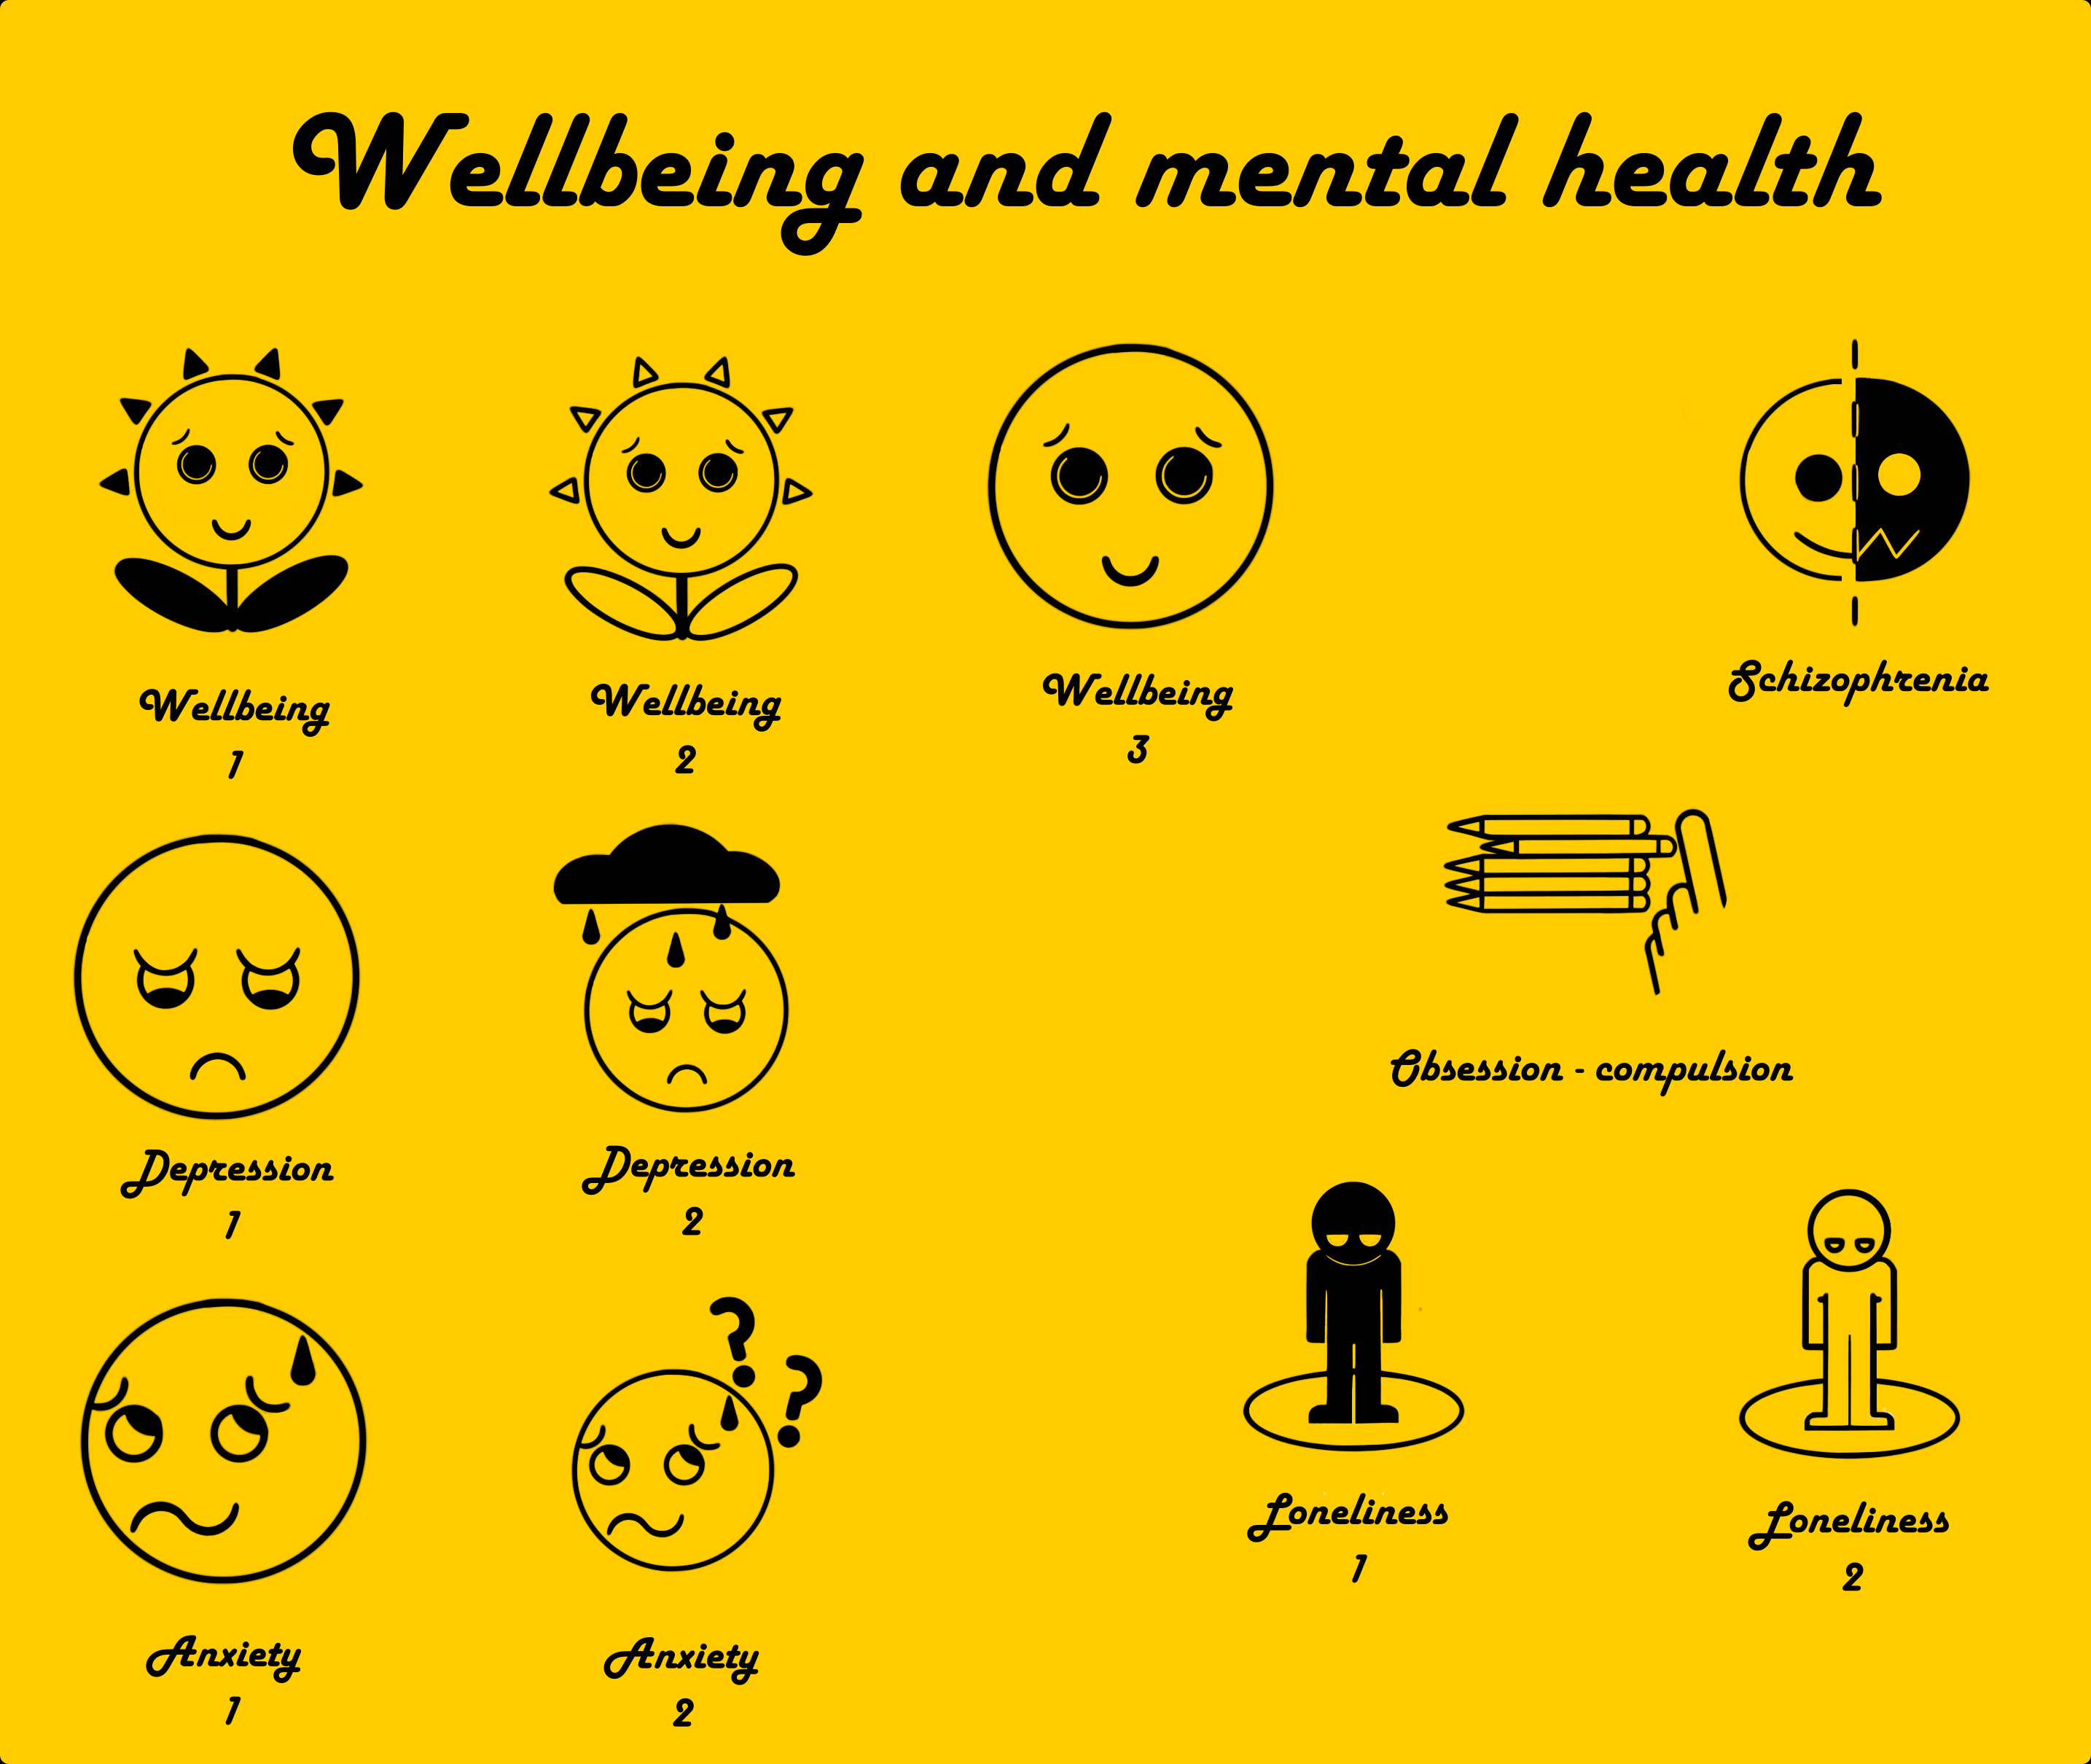 Wellbeing and mental health
Wellbeing
1
Wellbeing
2
Wellbeing
3
Schizophrenia
Depression
1
Depression
2
Obsession - compulsion
? ?
Anxiety
1
Anxiety
2
Loneliness
1
Loneliness
2